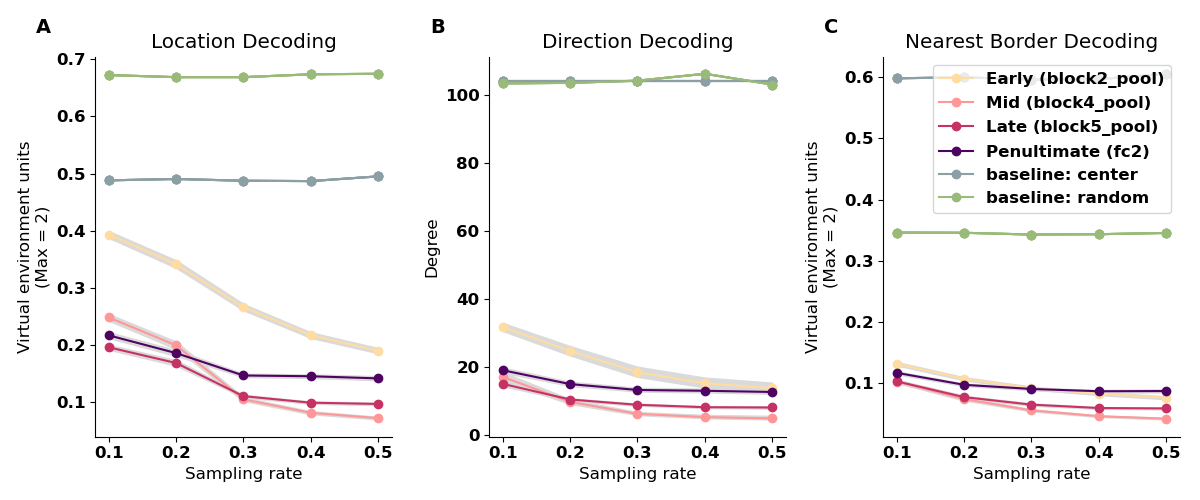 A
Location Decoding
0.7
0.6
0.5
0.4
0.3
0.2
0.1
Virtual environment units
(Max = 2)
0.1 0.2 0.3 0.4 0.5
Sampling rate
B
Direction Decoding
100
80
60
40
20
0
Degree
0.1 0.2 0.3 0.4 0.5
Sampling rate
C
Nearest Border Decoding
0.6
0.5
0.4
0.3
0.2
0.1
Virtual environment units
(Max = 2)
Early (block2_pool)
Mid (block4_pool)
Late (block5_pool)
Penultimate (fc2)
baseline: center
baseline: random
0.1 0.2 0.3 0.4 0.5
Sampling rate